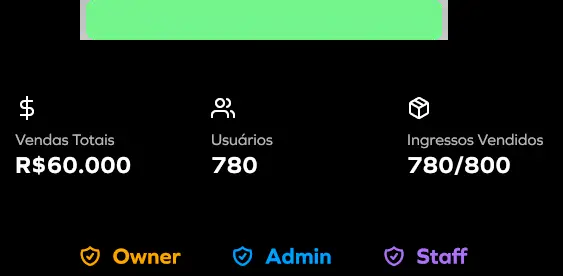 Vendas Totais
R$60.000
Usuários
780
Ingressos Vendidos
780/800
Owner
Admin
Staff